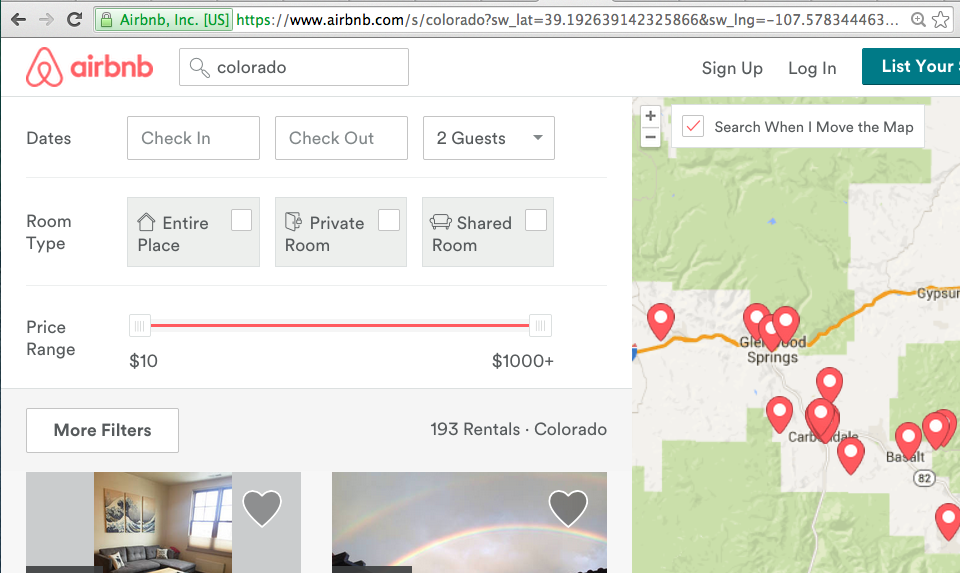 Airbnb, Inc. [US] https://www.airbnb.com/s/colorado?sw_lat=39.192639142325866&sw_lng=-107.578344463...
airbnb
colorado
Sign Up
Log In
List Your S
Dates
Check In
Check Out
2 Guests
Room
Type
Entire
Place
Private
Room
Shared
Room
Price
Range
$10
$1000+
More Filters
193 Rentals · Colorado
+
−
Search When I Move the Map
Gypsum
Glenwood
Springs
Carbondale
Basalt
82